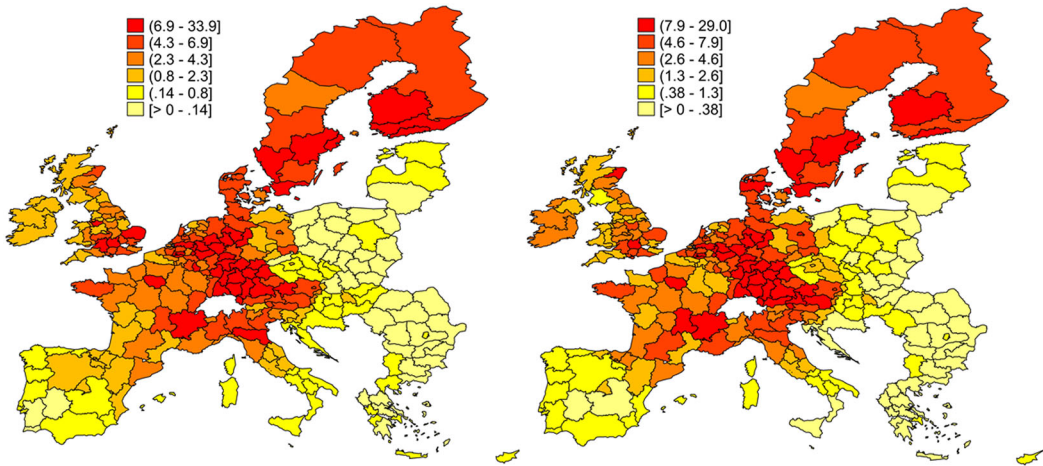 (6.9 - 33.9]
(4.3 - 6.9]
(2.3 - 4.3]
(0.8 - 2.3]
(.14 - 0.8]
[> 0 - .14]
(7.9 - 29.0]
(4.6 - 7.9]
(2.6 - 4.6]
(1.3 - 2.6]
(.38 - 1.3]
[> 0 - .38]